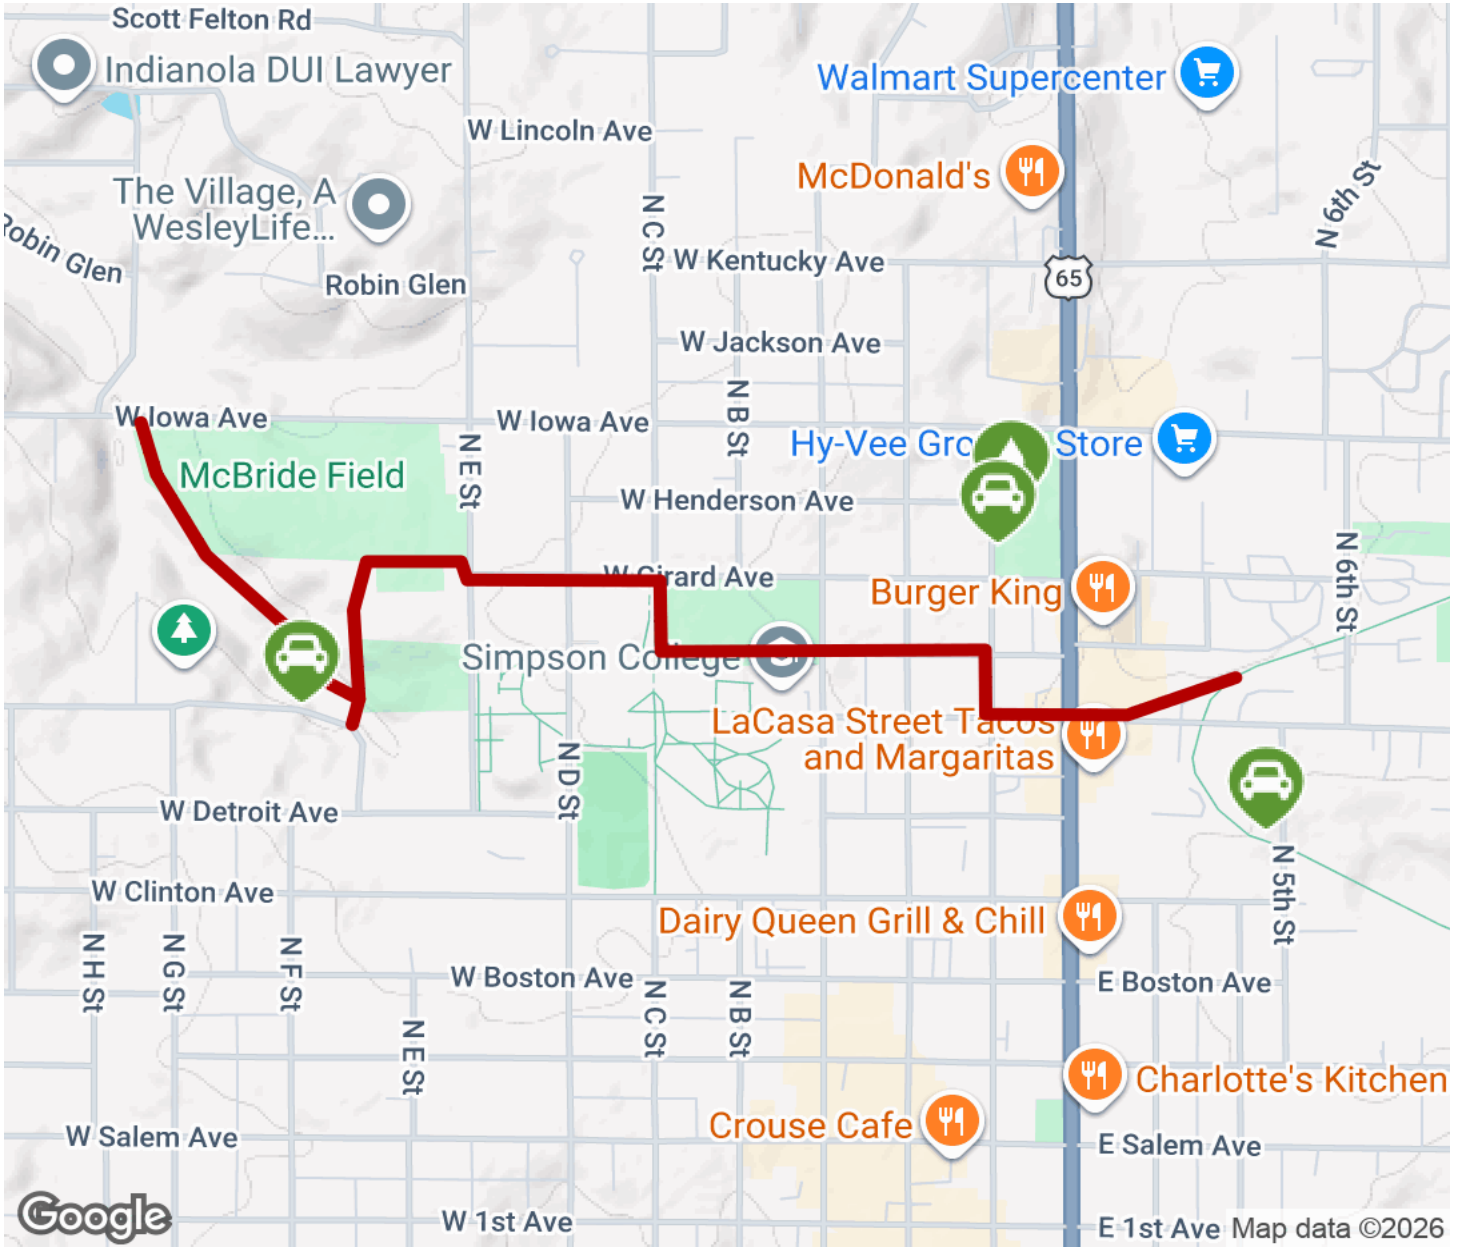 Scott Felton Rd
Indianola DUI Lawyer
Walmart Supercenter
W Lincoln Ave
McDonald's
The Village, A
WesleyLife...
N 6th St
N C St
Robin Glen
W Kentucky Ave
65
Robin Glen
W Jackson Ave
N B St
W Iowa Ave
W Iowa Ave
Hy-Vee Gro Store
McBride Field
N E St
W Henderson Ave
N 6th St
W Girard Ave
Burger King
Simpson College
LaCasa Street Tacos
and Margaritas
N D St
W Detroit Ave
N 5th St
W Clinton Ave
Dairy Queen Grill & Chill
N H St
N G St
N F St
W Boston Ave
E Boston Ave
N C St
N B St
N E St
Charlotte's Kitchen
Crouse Cafe
W Salem Ave
E Salem Ave
Google
W 1st Ave
E 1st Ave
Map data ©2026